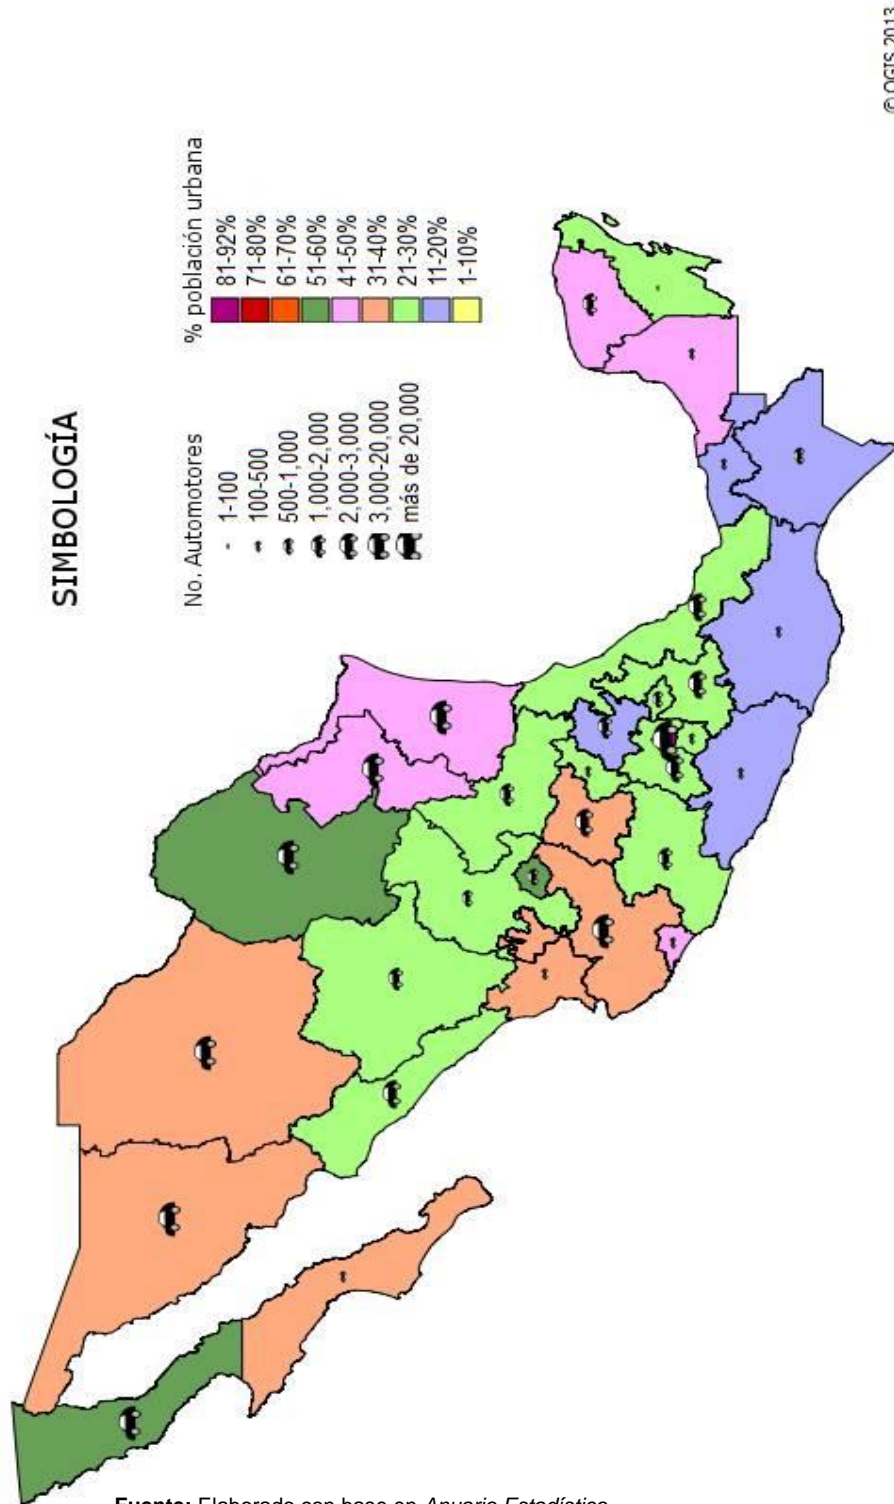 SIMBOLOGÍA
No. Automotores
1-100
100-500
500-1,000
1,000-2,000
2,000-3,000
3,000-20,000
más de 20,000
% población urbana
81-92%
71-80%
61-70%
51-60%
41-50%
31-40%
21-30%
11-20%
1-10%
© QGIS 2013
Fuente: Elaborado con base en Anuario Estadístico